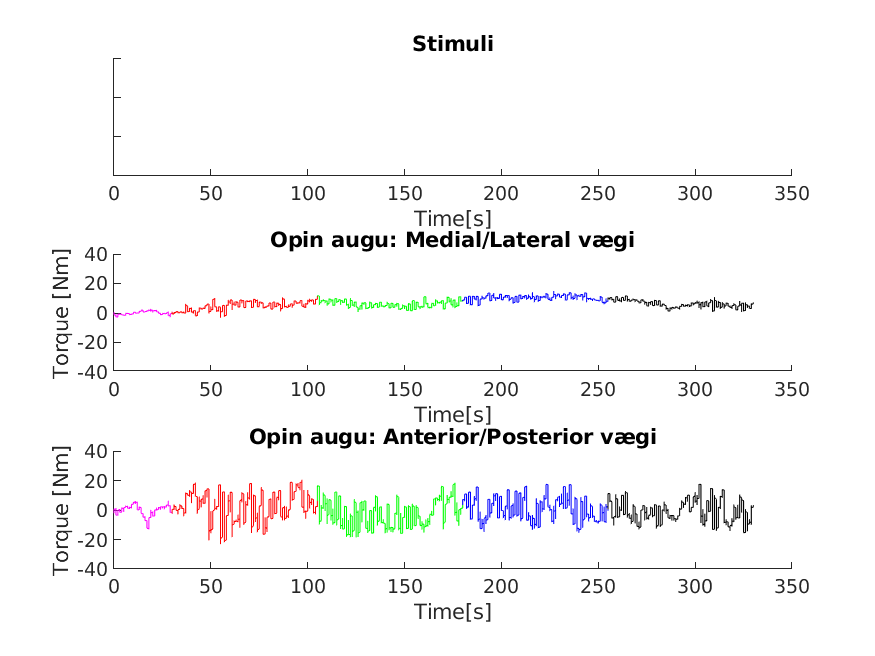 Stimuli
0 50 100 150 200 250 300 350
Time[s]
Opin augu: Medial/Lateral vægi
Torque [Nm]
40
20
0
-20
-40
0 50 100 150 200 250 300 350
Time[s]
Opin augu: Anterior/Posterior vægi
Torque [Nm]
40
20
0
-20
-40
0 50 100 150 200 250 300 350
Time[s]